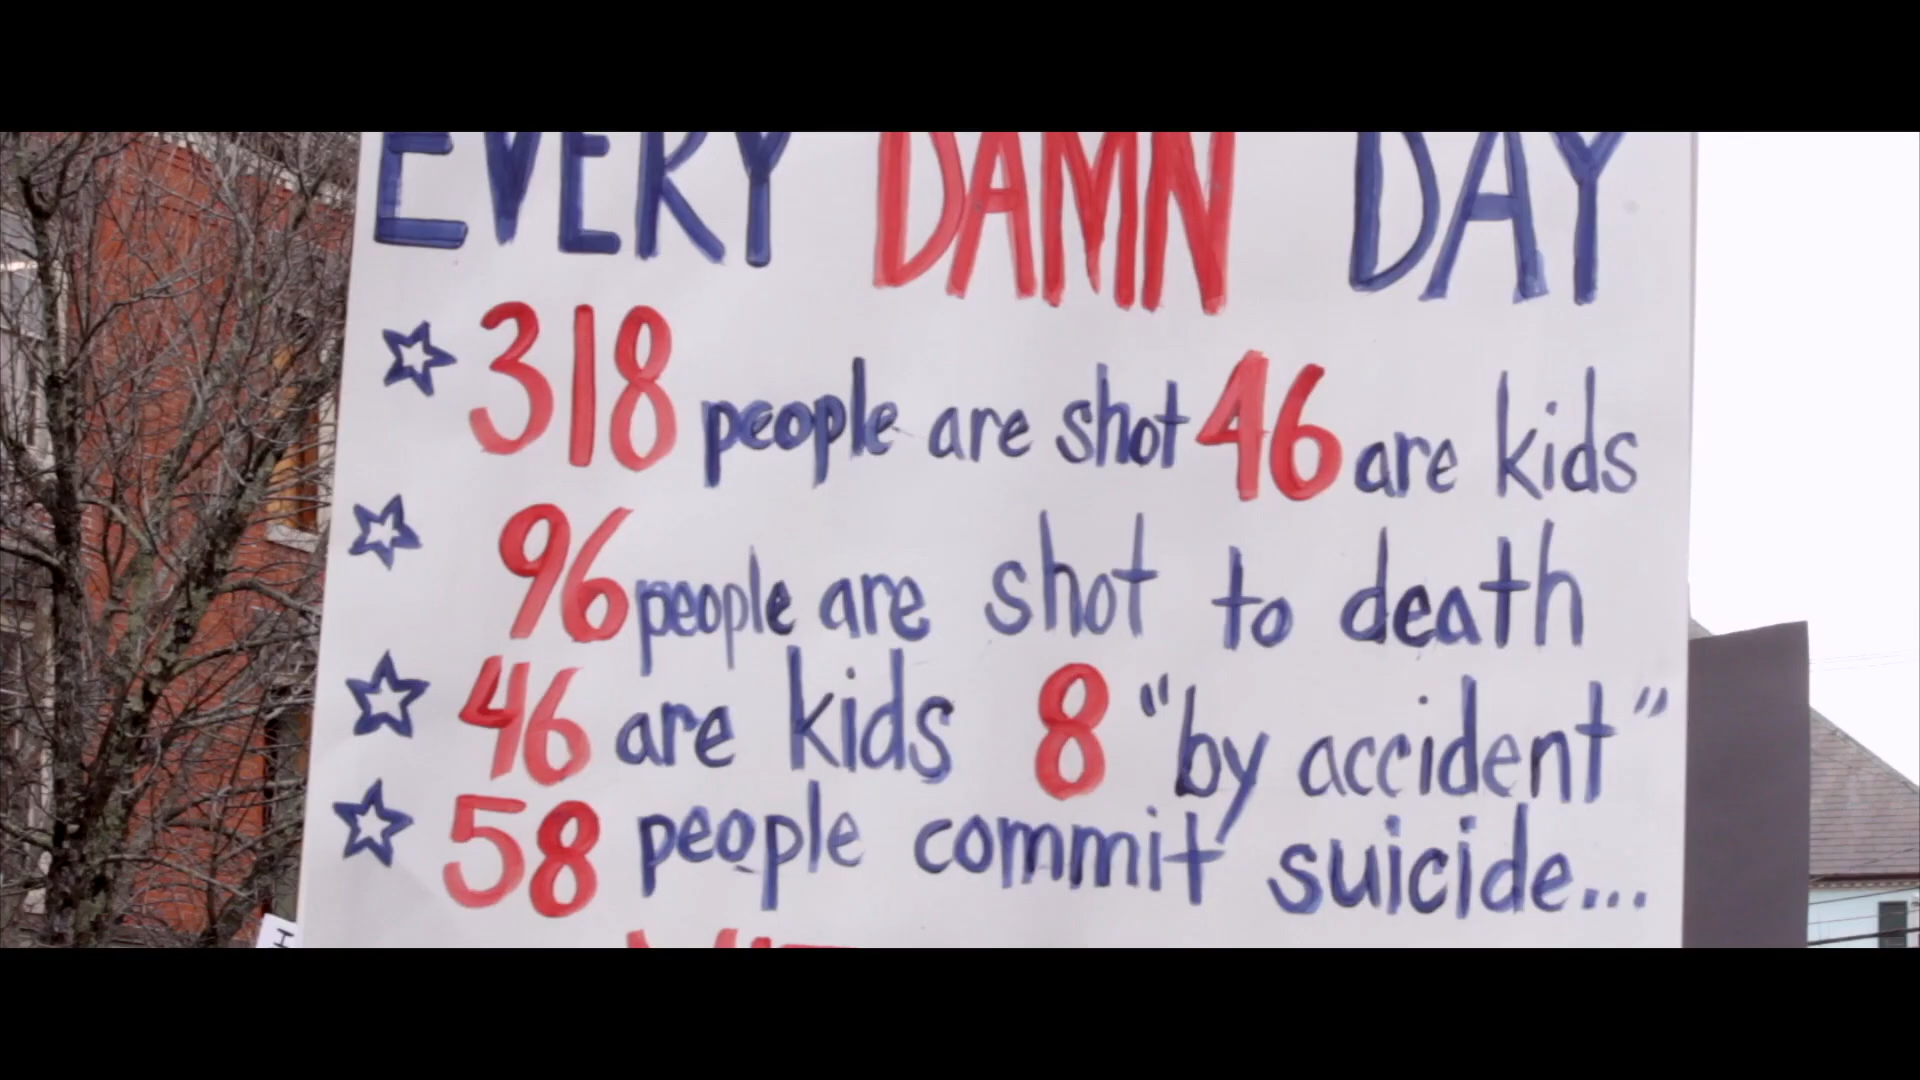 EVERY DAMN DAY
318 people are shot 46 are kids
96 people are shot to death
46 are kids 8 "by accident"
58 people commit suicide...